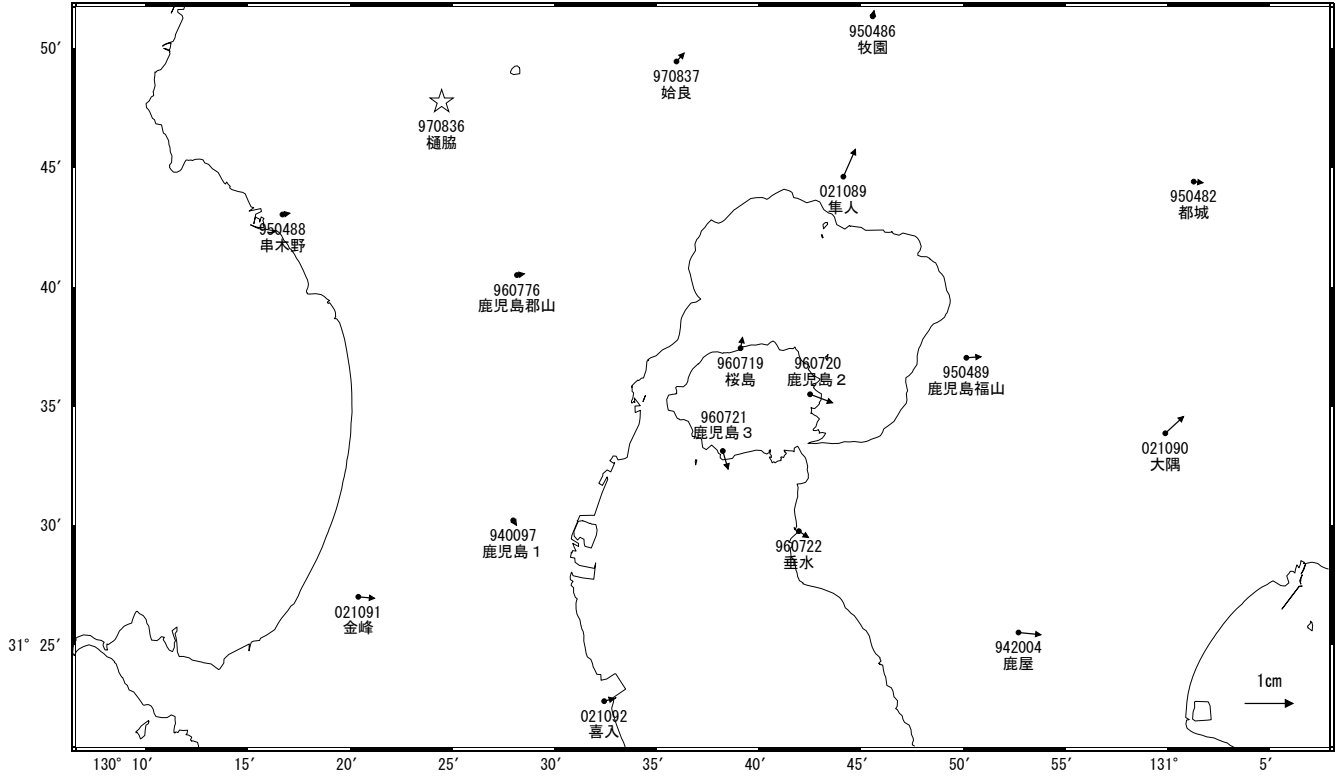 50′
950486
牧園
970837
姶良
970836
樋脇
45′
021089
隼人
950482
都城
950488
串木野
40′
960776
鹿児島郡山
960719
桜島
960720
鹿児島2
950489
鹿児島福山
35′
960721
鹿児島3
021090
大隅
30′
940097
鹿児島1
960722
垂水
021091
金峰
31° 25′
942004
鹿屋
1cm
021092
喜入
130° 10′ 15′ 20′ 25′ 30′ 35′ 40′ 45′ 50′ 55′ 131° 5′